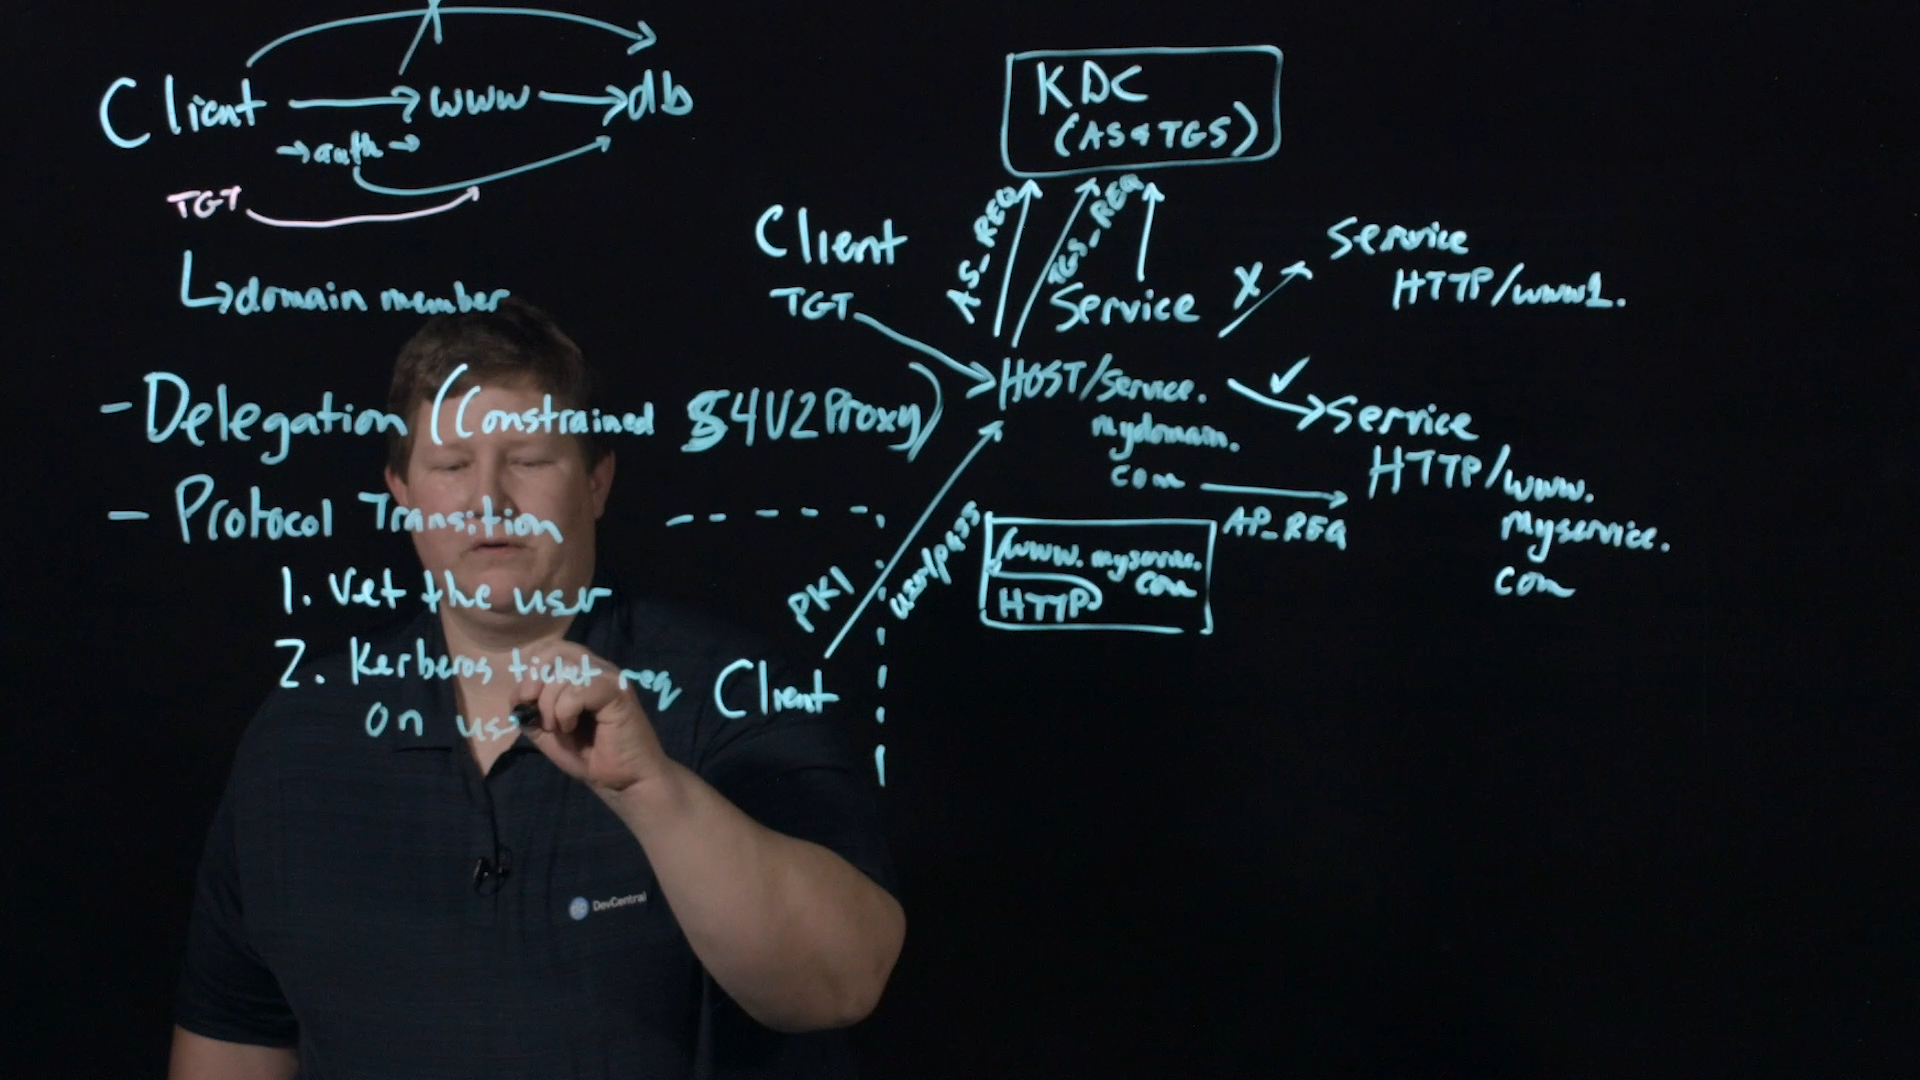 Client → www → db
→ auth →
TGT
↳ domain member
- Delegation (Constrained S4U2Proxy)
- Protocol Transition
1. Vet the user
2. Kerberos ticket req
on us
DevCentral
KDC
(AS & TGS)
AS_REQ
TGS_REQ
Client
TGT
Service
HOST/service.
mydomain.
com
X
Service
HTTP/www1.
✓
Service
HTTP/www.
myservice.
com
AP_REQ
www. myservice.
com
HTTP
PKI
user/pass
Client